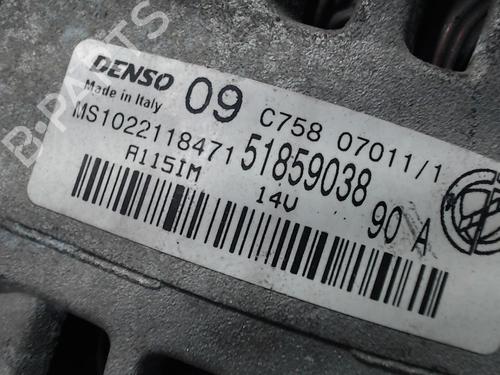 DENSO
Made in Italy
09 C758 07011/1
MS1022118471 51859038
A115IM 14V 90 A
B-PARTS